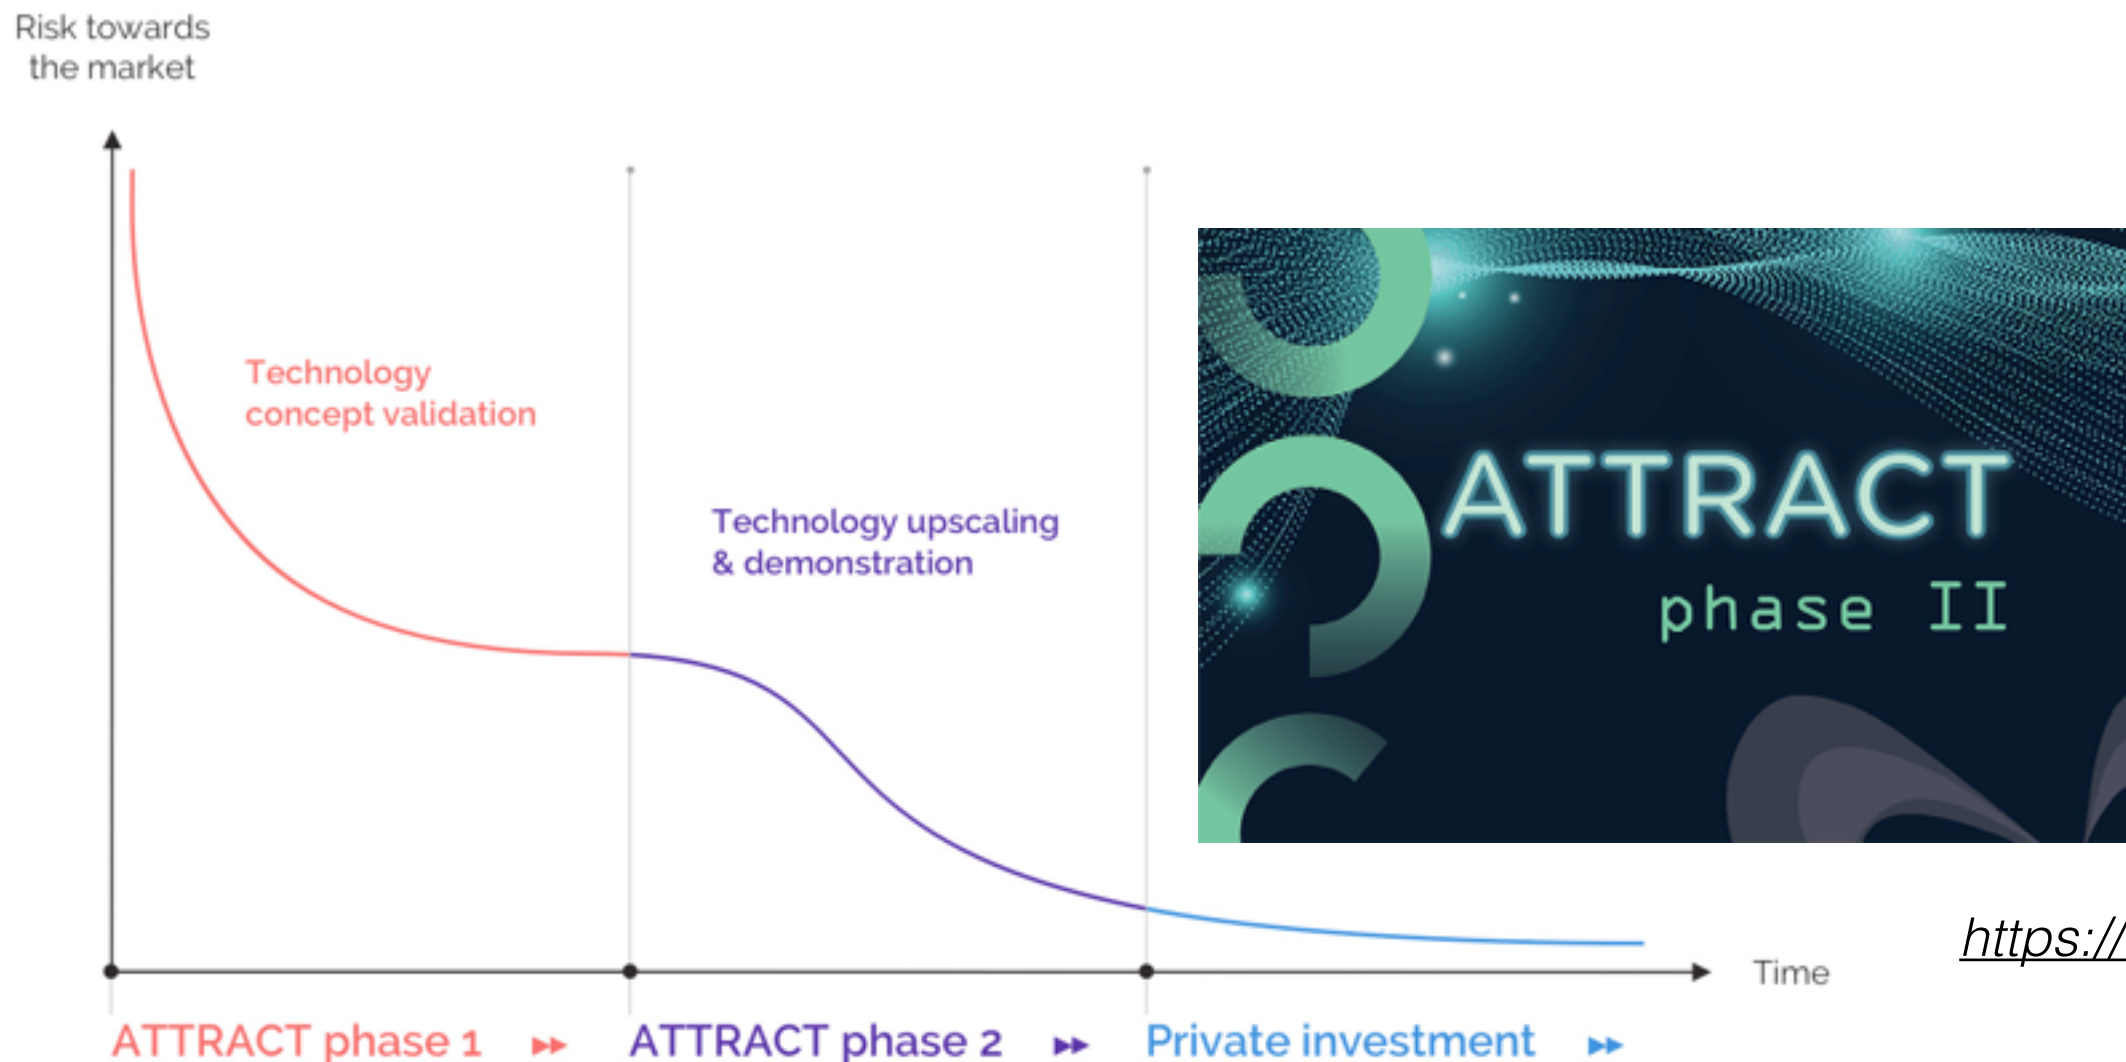 Risk towards
the market
Technology
concept validation
Technology upscaling
& demonstration
ATTRACT
phase II
https://
Time
ATTRACT phase 1
ATTRACT phase 2
Private investment